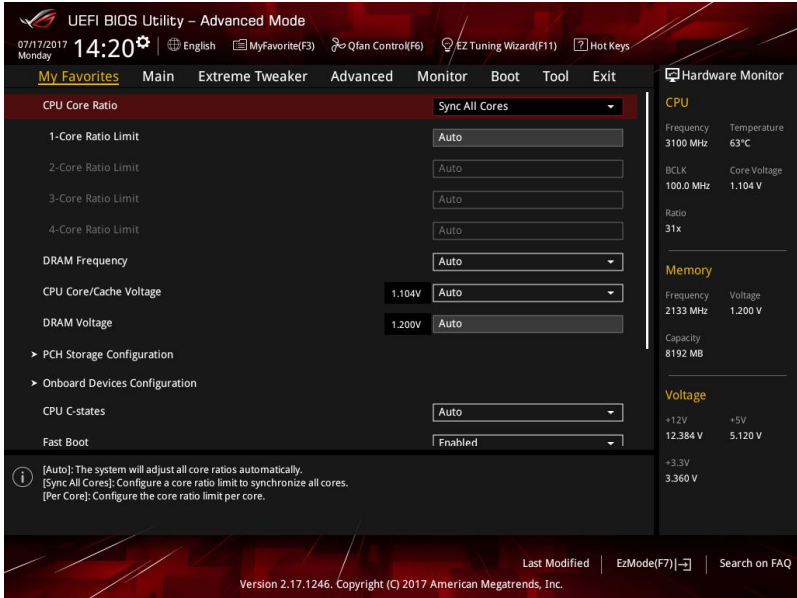 UEFI BIOS Utility – Advanced Mode
07/17/2017 Monday 14:20 English MyFavorite(F3) Qfan Control(F6) EZ Tuning Wizard(F11) ? Hot Keys
My Favorites Main Extreme Tweaker Advanced Monitor Boot Tool Exit
CPU Core Ratio Sync All Cores
1-Core Ratio Limit Auto
2-Core Ratio Limit Auto
3-Core Ratio Limit Auto
4-Core Ratio Limit Auto
DRAM Frequency Auto
CPU Core/Cache Voltage 1.104V Auto
DRAM Voltage 1.200V Auto
> PCH Storage Configuration
> Onboard Devices Configuration
CPU C-states Auto
Fast Boot Enabled
[Auto]: The system will adjust all core ratios automatically.
[Sync All Cores]: Configure a core ratio limit to synchronize all cores.
[Per Core]: Configure the core ratio limit per core.
Hardware Monitor
CPU
Frequency Temperature
3100 MHz 63°C
BCLK Core Voltage
100.0 MHz 1.104 V
Ratio
31x
Memory
Frequency Voltage
2133 MHz 1.200 V
Capacity
8192 MB
Voltage
+12V +5V
12.384 V 5.120 V
+3.3V
3.360 V
Last Modified EzMode(F7) Search on FAQ
Version 2.17.1246. Copyright (C) 2017 American Megatrends, Inc.